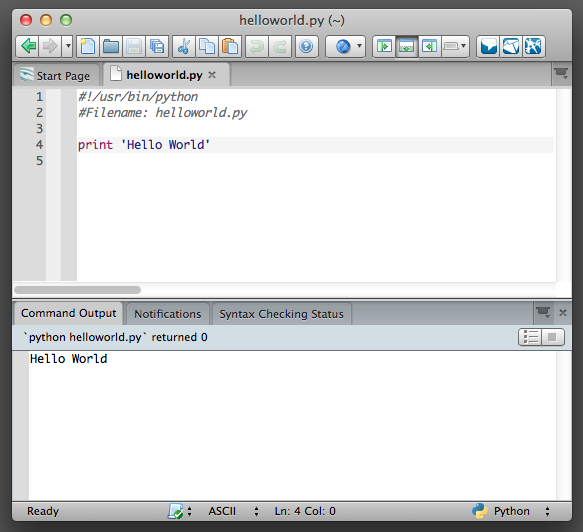 helloworld.py (~)
Start Page
helloworld.py
1 #!/usr/bin/python
2 #Filename: helloworld.py
3
4 print 'Hello World'
5
Command Output Notifications Syntax Checking Status
`python helloworld.py` returned 0
Hello World
Ready ASCII Ln: 4 Col: 0 Python